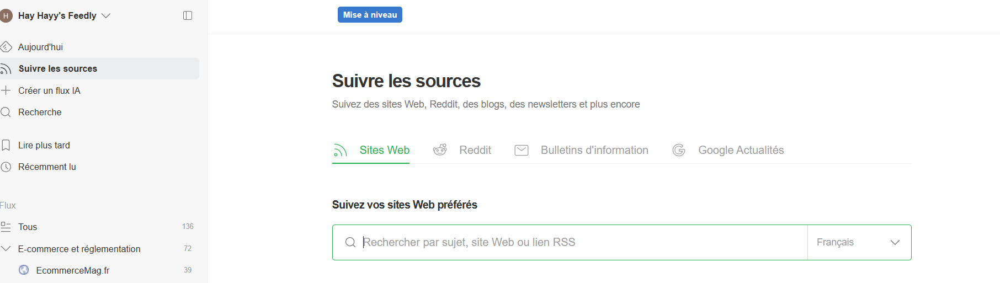 H Hay Hayy's Feedly
Aujourd'hui
Suivre les sources
Créer un flux IA
Recherche
Lire plus tard
Récemment lu
Flux
Tous 136
E-commerce et réglementation 72
EcommerceMag.fr 39
Mise à niveau
Suivre les sources
Suivez des sites Web, Reddit, des blogs, des newsletters et plus encore
Sites Web Reddit Bulletins d'information Google Actualités
Suivez vos sites Web préférés
Rechercher par sujet, site Web ou lien RSS Français